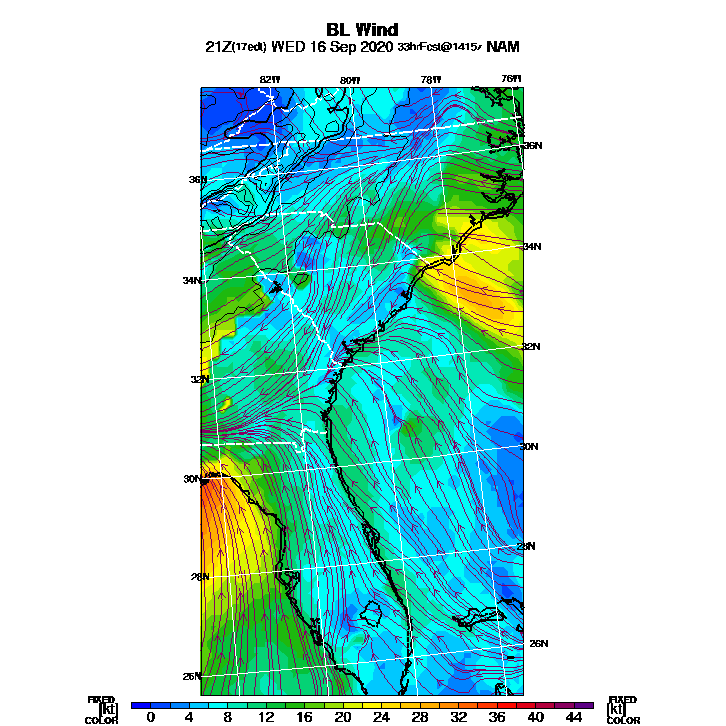 BL Wind
21Z(17edt) WED 16 Sep 2020 33hrFcst@1415z NAM
82W 80W 78W 76W
36N
36N
34N
34N
32N
32N
30N
30N
28N
28N
26N
26N
FIXED FIXED
[kt] 0 4 8 12 16 20 24 28 32 36 40 44 [kt]
COLOR COLOR